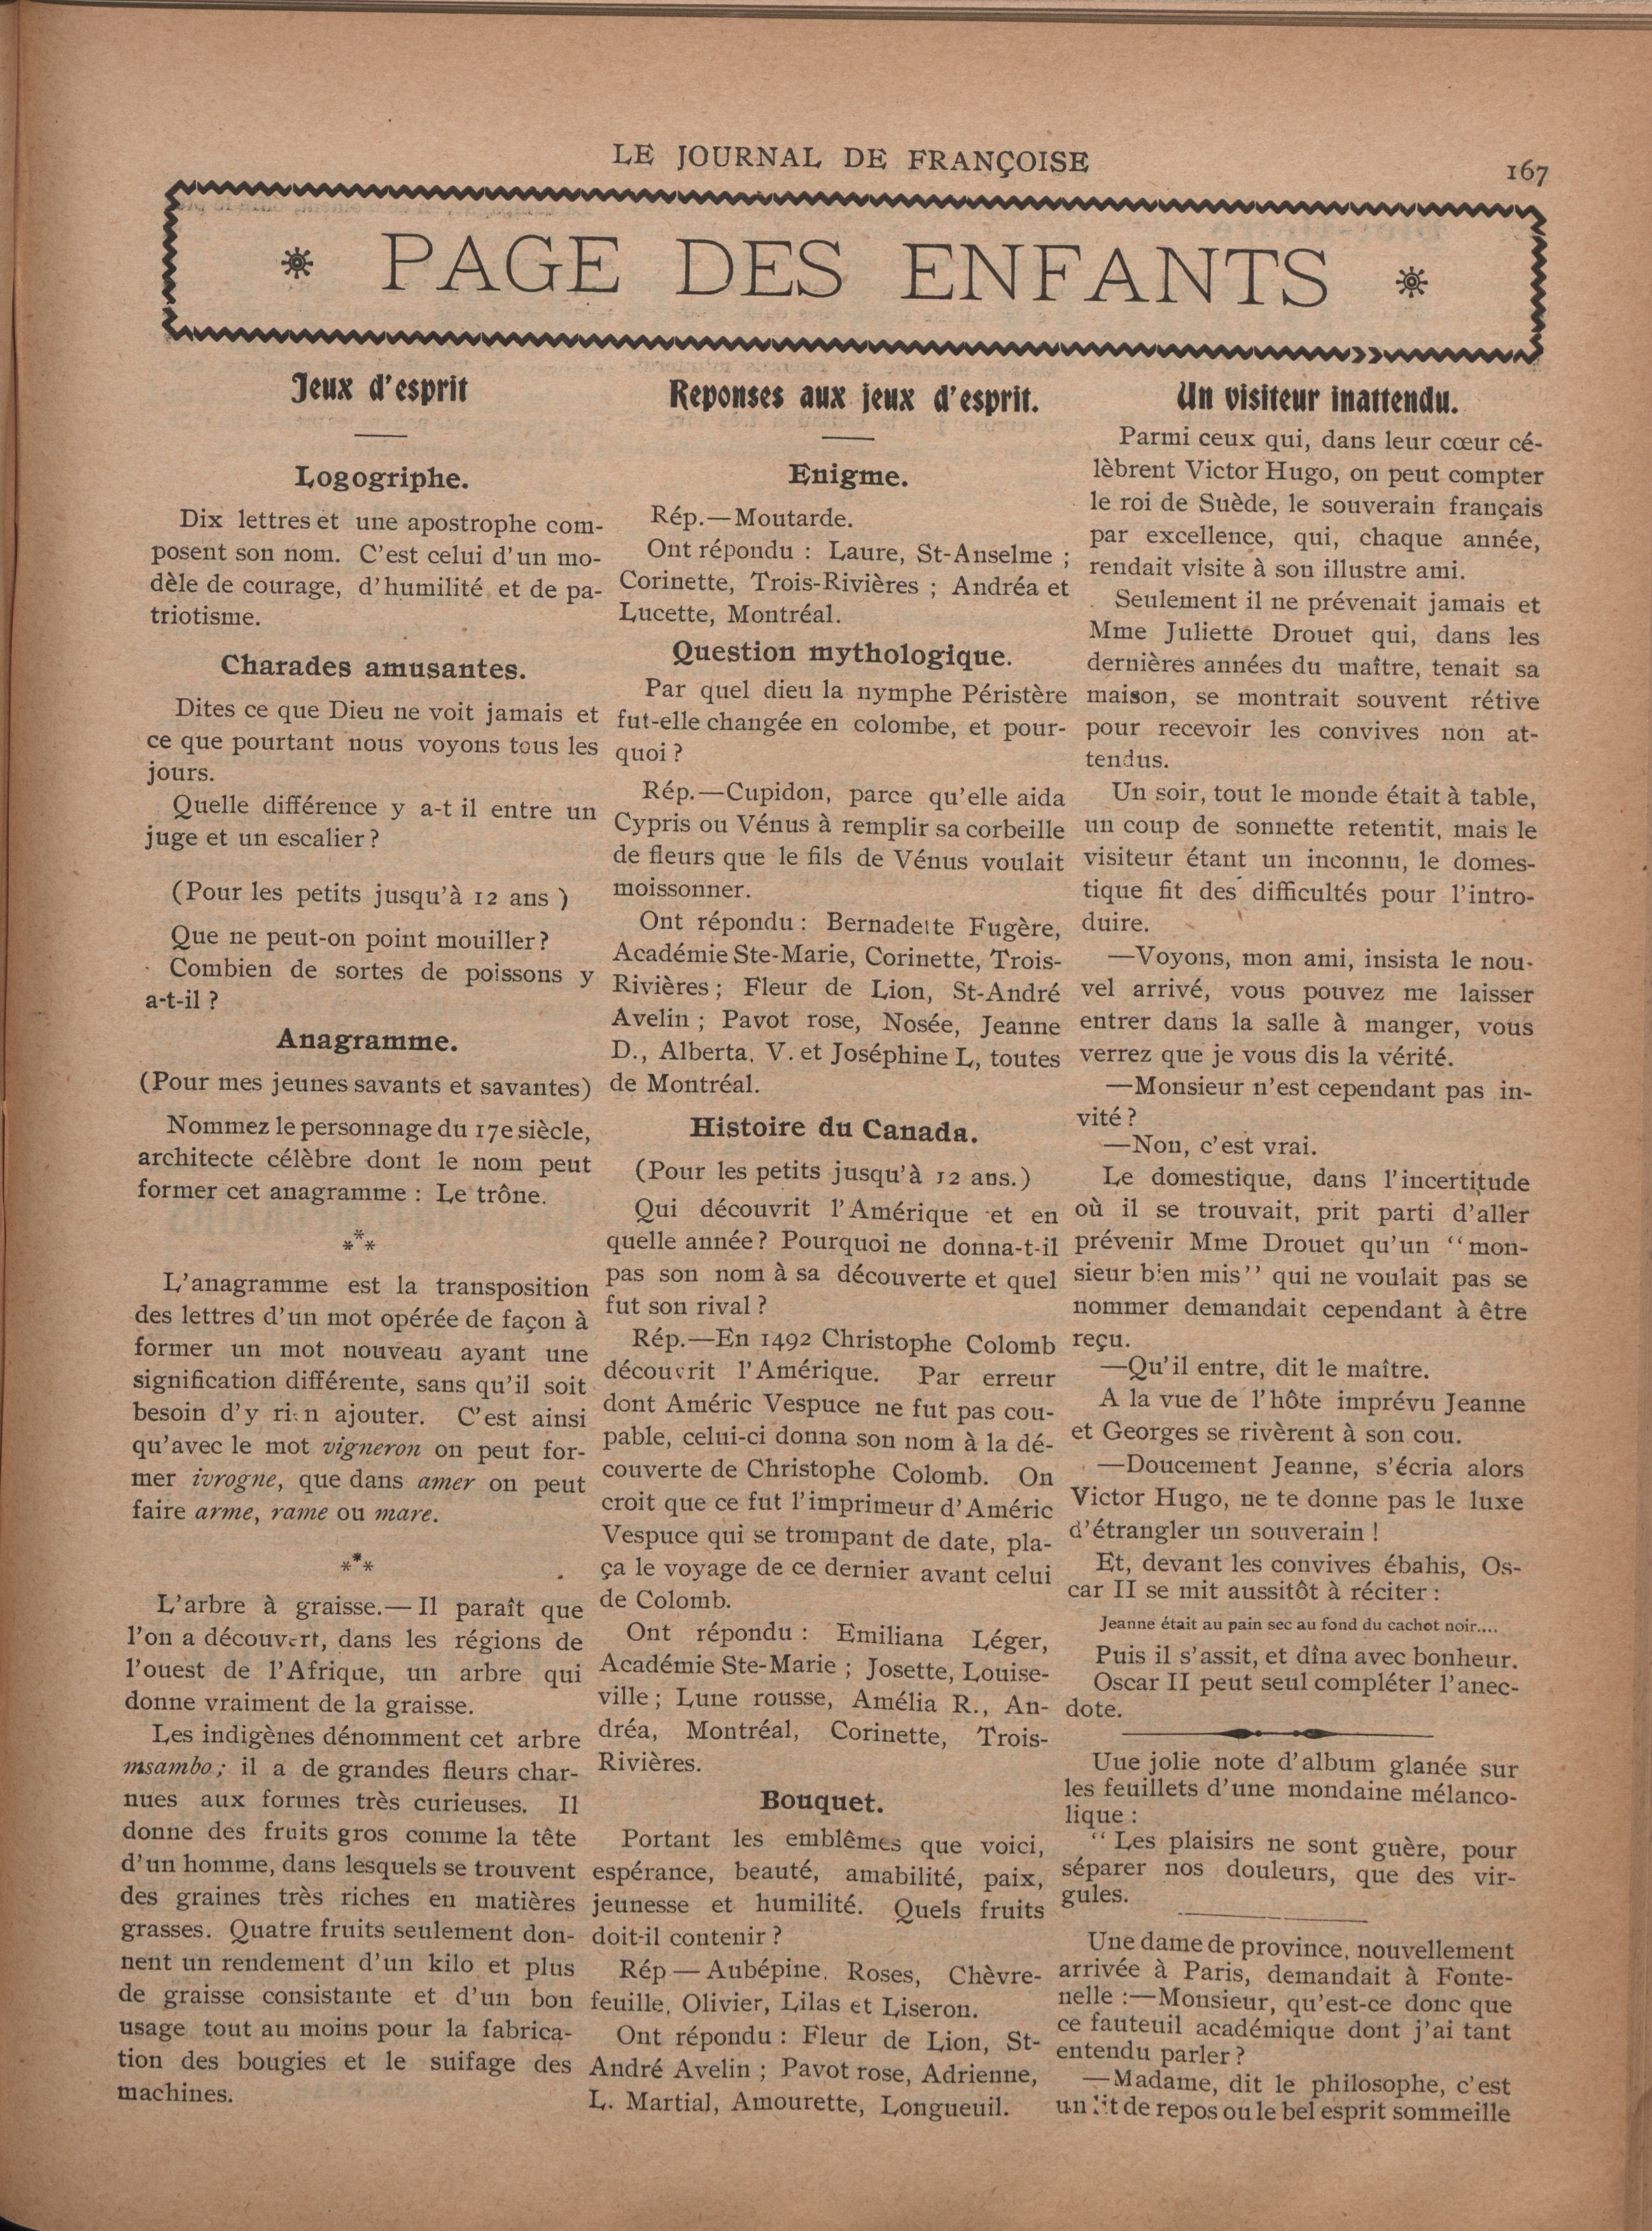 LE JOURNAL DE FRANÇOISE
167
PAGE DES ENFANTS
Jeux d'esprit
Logogriphe.
Dix lettres et une apostrophe com-
posent son nom. C'est celui d'un mo-
dèle de courage, d'humilité et de pa-
triotisme.
Charades amusantes.
Dites ce que Dieu ne voit jamais et
ce que pourtant nous voyons tous les
jours.
Quelle différence y a-t il entre un
juge et un escalier ?
(Pour les petits jusqu'à 12 ans )
Que ne peut-on point mouiller ?
Combien de sortes de poissons y
a-t-il ?
Anagramme.
(Pour mes jeunes savants et savantes)
Nommez le personnage du 17e siècle,
architecte célèbre dont le nom peut
former cet anagramme : Le trône.
***
L'anagramme est la transposition
des lettres d'un mot opérée de façon à
former un mot nouveau ayant une
signification différente, sans qu'il soit
besoin d'y rien ajouter. C'est ainsi
qu'avec le mot vigneron on peut for-
mer ivrogne, que dans amer on peut
faire arme, rame ou mare.
***
L'arbre à graisse.—Il paraît que
l'on a découvert, dans les régions de
l'ouest de l'Afrique, un arbre qui
donne vraiment de la graisse.
Les indigènes dénomment cet arbre
msambo ; il a de grandes fleurs char-
nues aux formes très curieuses. Il
donne des fruits gros comme la tête
d'un homme, dans lesquels se trouvent
des graines très riches en matières
grasses. Quatre fruits seulement don-
nent un rendement d'un kilo et plus
de graisse consistante et d'un bon
usage tout au moins pour la fabrica-
tion des bougies et le suifage des
machines.
Reponses aux jeux d'esprit.
Enigme.
Rép.—Moutarde.
Ont répondu : Laure, St-Anselme ;
Corinette, Trois-Rivières ; Andréa et
Lucette, Montréal.
Question mythologique.
Par quel dieu la nymphe Péristère
fut-elle changée en colombe, et pour-
quoi ?
Rép.—Cupidon, parce qu'elle aida
Cypris ou Vénus à remplir sa corbeille
de fleurs que le fils de Vénus voulait
moissonner.
Ont répondu : Bernadette Fugère,
Académie Ste-Marie, Corinette, Trois-
Rivières ; Fleur de Lion, St-André
Avelin ; Pavot rose, Nosée, Jeanne
D., Alberta. V. et Joséphine L, toutes
de Montréal.
Histoire du Canada.
(Pour les petits jusqu'à 12 ans.)
Qui découvrit l'Amérique et en
quelle année ? Pourquoi ne donna-t-il
pas son nom à sa découverte et quel
fut son rival ?
Rép.—En 1492 Christophe Colomb
découvrit l'Amérique. Par erreur
dont Améric Vespuce ne fut pas cou-
pable, celui-ci donna son nom à la dé-
couverte de Christophe Colomb. On
croit que ce fut l'imprimeur d'Améric
Vespuce qui se trompant de date, pla-
ça le voyage de ce dernier avant celui
de Colomb.
Ont répondu : Emiliana Léger,
Académie Ste-Marie ; Josette, Louise-
ville ; Lune rousse, Amélia R., An-
dréa, Montréal, Corinette, Trois-
Rivières.
Bouquet.
Portant les emblêmes que voici,
espérance, beauté, amabilité, paix,
jeunesse et humilité. Quels fruits
doit-il contenir ?
Rép — Aubépine. Roses, Chèvre-
feuille, Olivier, Lilas et Liseron.
Ont répondu : Fleur de Lion, St-
André Avelin ; Pavot rose, Adrienne,
L. Martial, Amourette, Longueuil.
Un visiteur inattendu.
Parmi ceux qui, dans leur cœur cé-
lèbrent Victor Hugo, on peut compter
le roi de Suède, le souverain français
par excellence, qui, chaque année,
rendait visite à son illustre ami.
Seulement il ne prévenait jamais et
Mme Juliette Drouet qui, dans les
dernières années du maître, tenait sa
maison, se montrait souvent rétive
pour recevoir les convives non at-
tendus.
Un soir, tout le monde était à table,
un coup de sonnette retentit, mais le
visiteur étant un inconnu, le domes-
tique fit des difficultés pour l'intro-
duire.
—Voyons, mon ami, insista le nou-
vel arrivé, vous pouvez me laisser
entrer dans la salle à manger, vous
verrez que je vous dis la vérité.
—Monsieur n'est cependant pas in-
vité ?
—Non, c'est vrai.
Le domestique, dans l'incertitude
où il se trouvait, prit parti d'aller
prévenir Mme Drouet qu'un "mon-
sieur bien mis" qui ne voulait pas se
nommer demandait cependant à être
reçu.
—Qu'il entre, dit le maître.
A la vue de l'hôte imprévu Jeanne
et Georges se rivèrent à son cou.
—Doucement Jeanne, s'écria alors
Victor Hugo, ne te donne pas le luxe
d'étrangler un souverain !
Et, devant les convives ébahis, Os-
car II se mit aussitôt à réciter :
Jeanne était au pain sec au fond du cachot noir....
Puis il s'assit, et dîna avec bonheur.
Oscar II peut seul compléter l'anec-
dote.
Uue jolie note d'album glanée sur
les feuillets d'une mondaine mélanco-
lique :
" Les plaisirs ne sont guère, pour
séparer nos douleurs, que des vir-
gules.
Une dame de province, nouvellement
arrivée à Paris, demandait à Fonte-
nelle :—Monsieur, qu'est-ce donc que
ce fauteuil académique dont j'ai tant
entendu parler ?
—Madame, dit le philosophe, c'est
un lit de repos ou le bel esprit sommeille